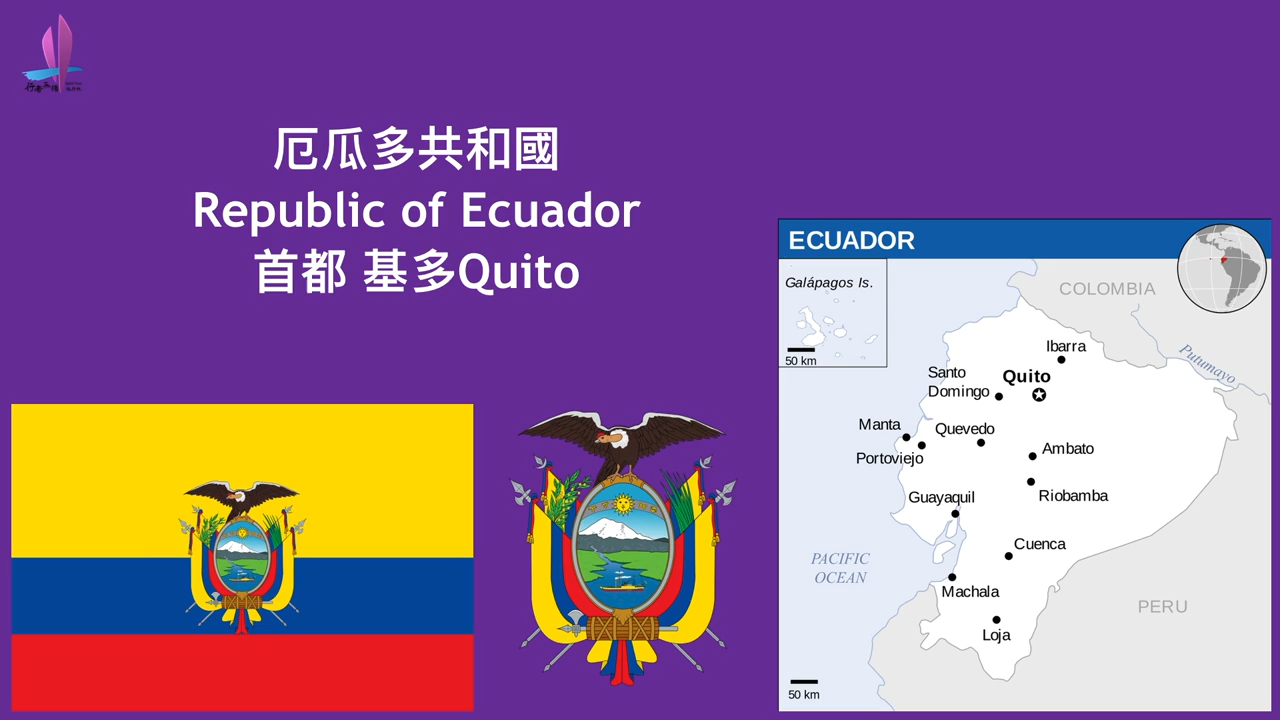 厄瓜多共和國
Republic of Ecuador
首都 基多Quito
ECUADOR
Galápagos Is.
50 km
COLOMBIA
Putumayo
Ibarra
Santo
Domingo
Quito
Manta
Quevedo
Portoviejo
Ambato
Riobamba
Guayaquil
Cuenca
PACIFIC
OCEAN
Machala
PERU
Loja
50 km